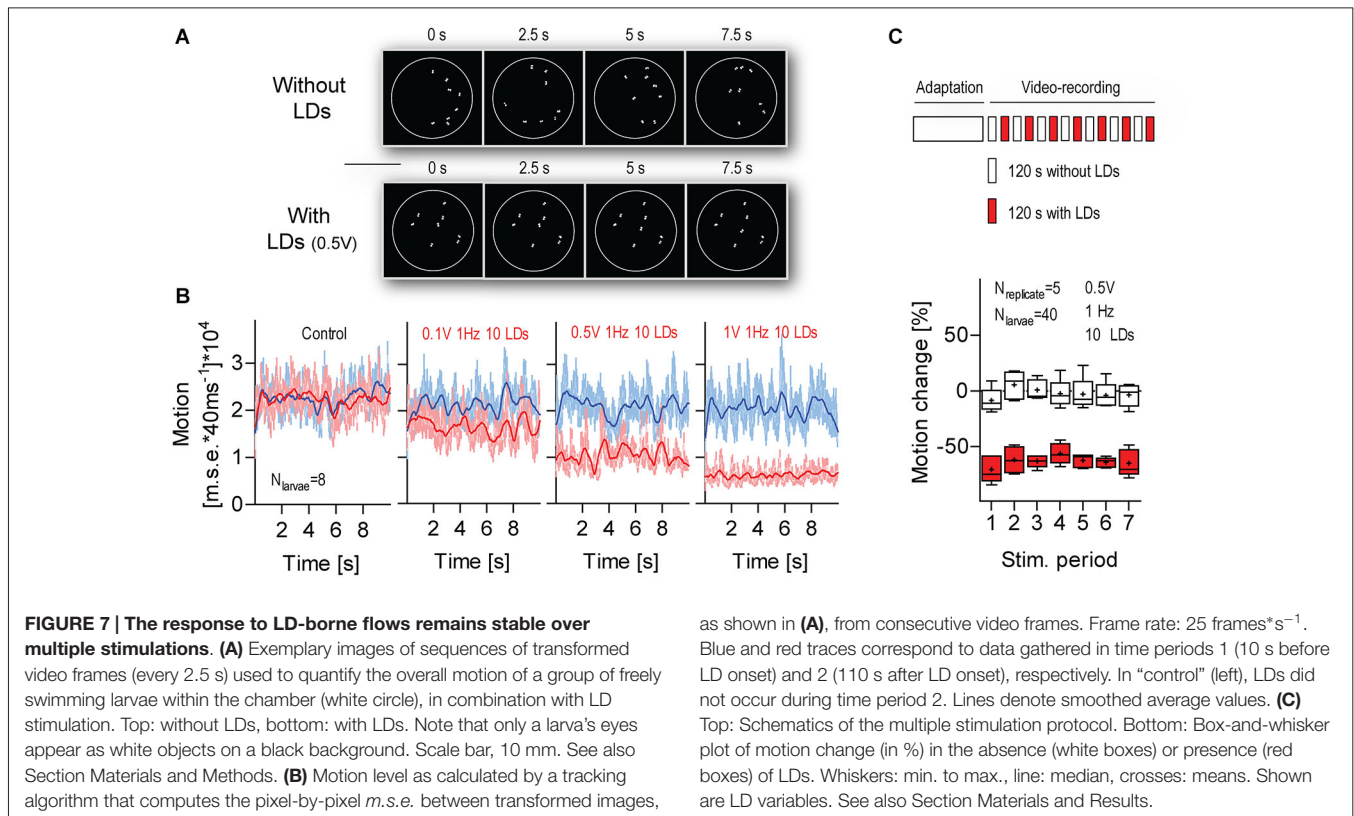 A
0 s 2.5 s 5 s 7.5 s
Without
LDs
0 s 2.5 s 5 s 7.5 s
With
LDs (0.5V)
B
Control 0.1V 1Hz 10 LDs 0.5V 1Hz 10 LDs 1V 1Hz 10 LDs
Motion
[m.s.e.*40ms⁻¹]*10⁴
3
2
1
0
N larvae=8
2 4 6 8 2 4 6 8 2 4 6 8 2 4 6 8
Time [s] Time [s] Time [s] Time [s]
C
Adaptation Video-recording
120 s without LDs
120 s with LDs
N replicate=5 0.5V
N larvae=40 1 Hz
10 LDs
Motion change [%]
50
0
-50
1 2 3 4 5 6 7
Stim. period
FIGURE 7 | The response to LD-borne flows remains stable over
multiple stimulations. (A) Exemplary images of sequences of transformed
video frames (every 2.5 s) used to quantify the overall motion of a group of freely
swimming larvae within the chamber (white circle), in combination with LD
stimulation. Top: without LDs, bottom: with LDs. Note that only a larva's eyes
appear as white objects on a black background. Scale bar, 10 mm. See also
Section Materials and Methods. (B) Motion level as calculated by a tracking
algorithm that computes the pixel-by-pixel m.s.e. between transformed images,
as shown in (A), from consecutive video frames. Frame rate: 25 frames*s⁻¹.
Blue and red traces correspond to data gathered in time periods 1 (10 s before
LD onset) and 2 (110 s after LD onset), respectively. In "control" (left), LDs did
not occur during time period 2. Lines denote smoothed average values. (C)
Top: Schematics of the multiple stimulation protocol. Bottom: Box-and-whisker
plot of motion change (in %) in the absence (white boxes) or presence (red
boxes) of LDs. Whiskers: min. to max., line: median, crosses: means. Shown
are LD variables. See also Section Materials and Results.